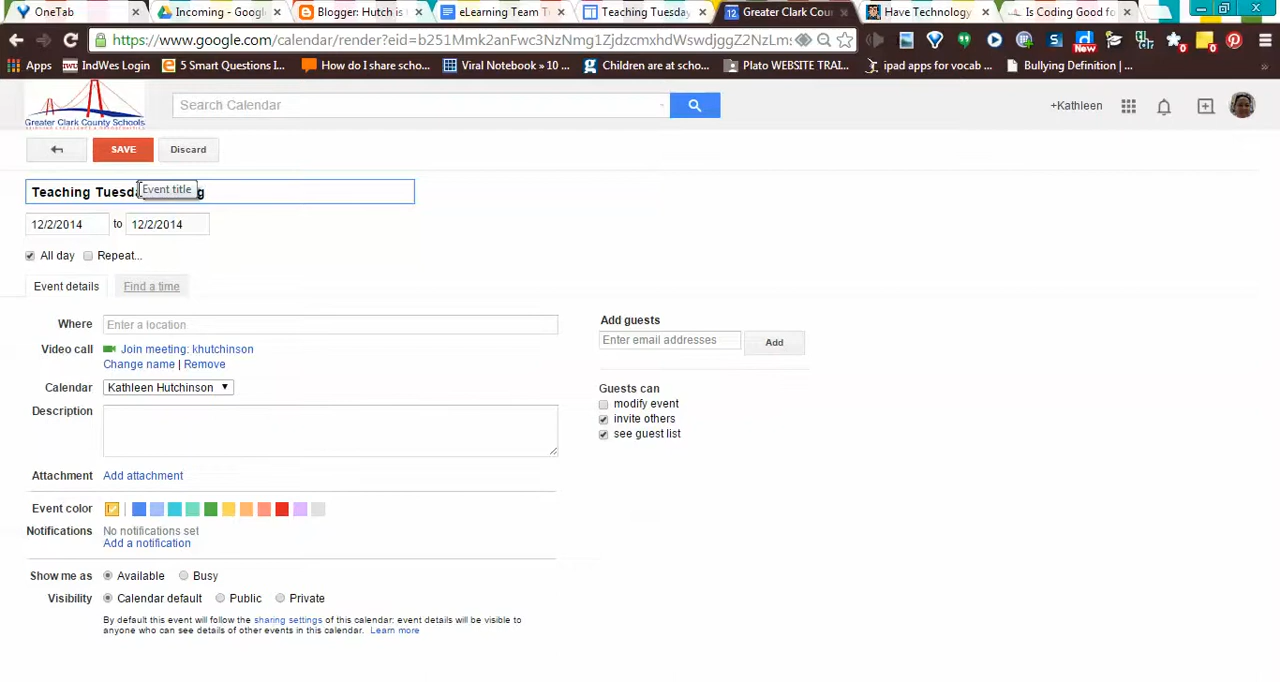 OneTab
Incoming - Google
Blogger: Hutch is
eLearning Team T
Teaching Tuesday
Greater Clark Coun
Have Technology
Is Coding Good fo
https://www.google.com/calendar/render?eid=b251Mmk2anFwc3NzNmg1ZjdzcmxhdWswdjggZ2NzLm
New
0
0
Apps
IndWes Login
5 Smart Questions I...
How do I share scho...
Viral Notebook » 10 ...
Children are at scho...
Plato WEBSITE TRAI...
ipad apps for vocab ...
Bullying Definition | ...
Greater Clark County Schools
Search Calendar
+Kathleen
SAVE
Discard
Teaching Tuesd
Event title
g
12/2/2014 to 12/2/2014
All day
Repeat...
Event details
Find a time
Where
Enter a location
Video call
Join meeting: khutchinson
Change name | Remove
Calendar
Kathleen Hutchinson
Description
Attachment
Add attachment
Event color
Notifications
No notifications set
Add a notification
Show me as
Available
Busy
Visibility
Calendar default
Public
Private
By default this event will follow the sharing settings of this calendar: event details will be visible to
anyone who can see details of other events in this calendar. Learn more
Add guests
Enter email addresses
Add
Guests can
modify event
invite others
see guest list